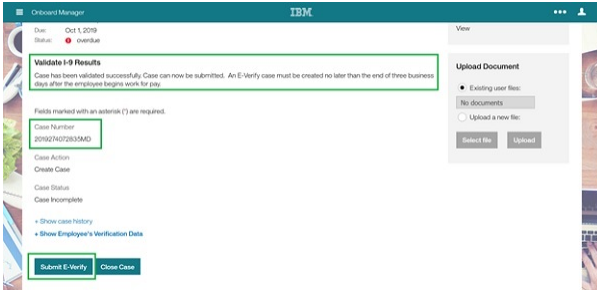 Onboard Manager
IBM
Due: Oct 1, 2019
Status: overdue
Validate I-9 Results
Case has been validated successfully. Case can now be submitted. An E-Verify case must be created no later than the end of three business
days after the employee begins work for pay.
Fields marked with an asterisk (*) are required.
Case Number
2019274072835MD
Case Action
Create Case
Case Status
Case Incomplete
+ Show case history
+ Show Employee's Verification Data
Submit E-Verify
Close Case
View
Upload Document
Existing user files:
No documents
Upload a new file:
Select file
Upload